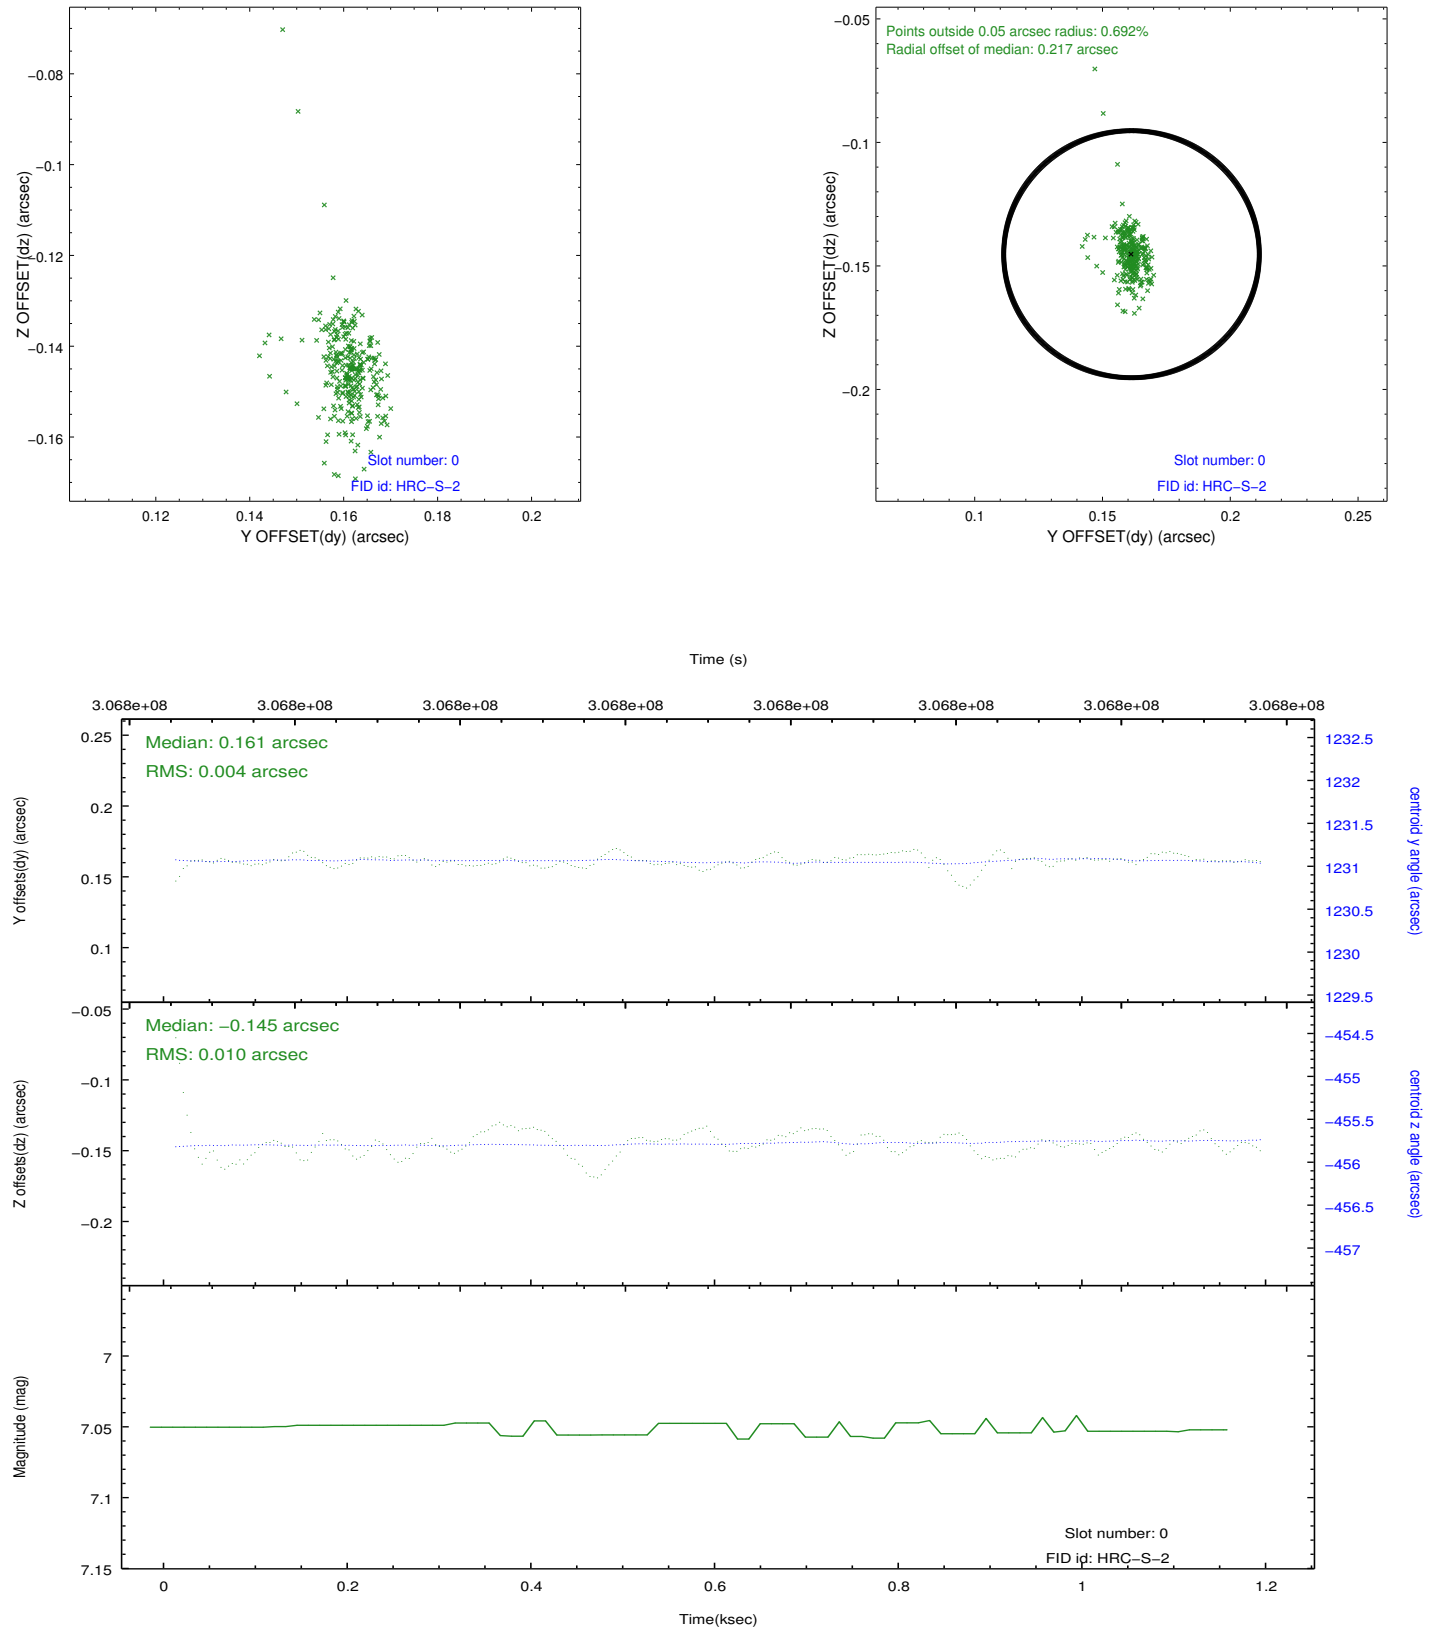 −0.08
−0.1
−0.12
−0.14
−0.16
Z OFFSET(dz) (arcsec)
Slot number: 0
FID id: HRC−S−2
0.12 0.14 0.16 0.18 0.2
Y OFFSET(dy) (arcsec)
Points outside 0.05 arcsec radius: 0.692%
Radial offset of median: 0.217 arcsec
−0.05
−0.1
−0.15
−0.2
Z OFFSET(dz) (arcsec)
Slot number: 0
FID id: HRC−S−2
0.1 0.15 0.2 0.25
Y OFFSET(dy) (arcsec)
Time (s)
3.068e+08 3.068e+08 3.068e+08 3.068e+08 3.068e+08 3.068e+08 3.068e+08 3.068e+08
Median: 0.161 arcsec
RMS: 0.004 arcsec
0.25
0.2
0.15
0.1
Y offsets(dy) (arcsec)
1232.5
1232
1231.5
1231
1230.5
1230
1229.5
centroid y angle (arcsec)
Median: −0.145 arcsec
RMS: 0.010 arcsec
−0.05
−0.1
−0.15
−0.2
Z offsets(dz) (arcsec)
−454.5
−455
−455.5
−456
−456.5
−457
centroid z angle (arcsec)
7
7.05
7.1
7.15
Magnitude (mag)
Slot number: 0
FID id: HRC−S−2
0 0.2 0.4 0.6 0.8 1 1.2
Time(ksec)